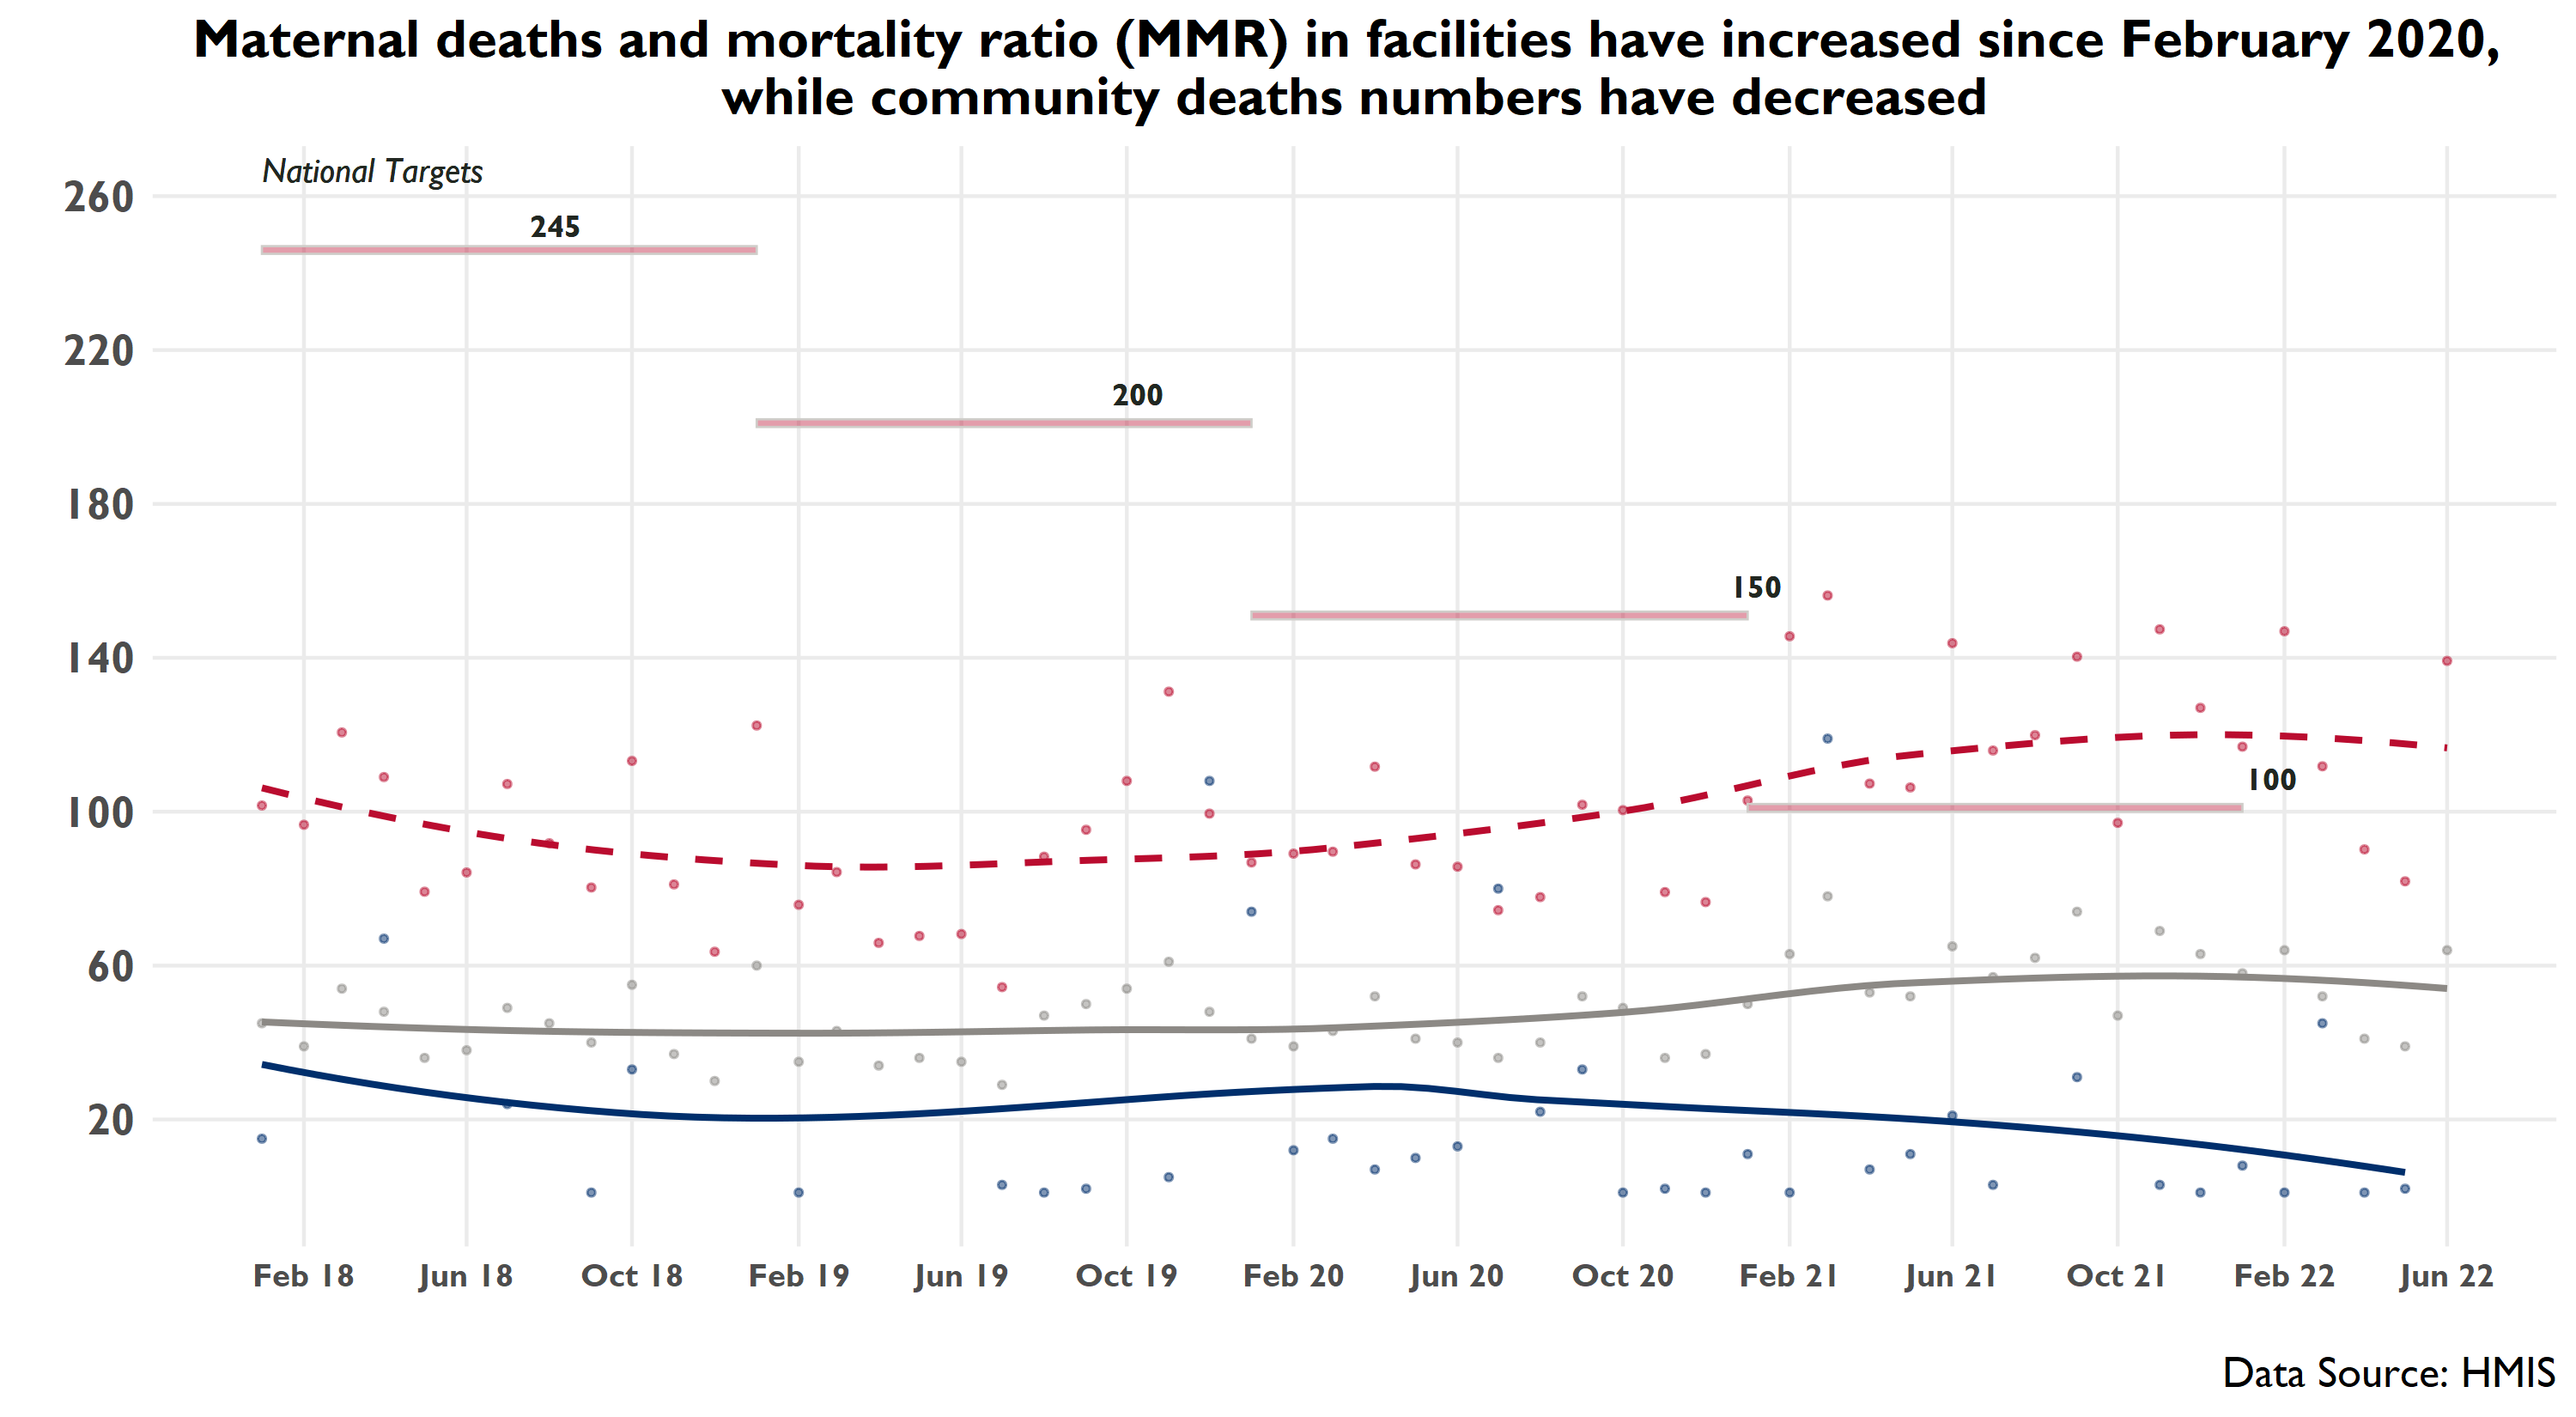 Maternal deaths and mortality ratio (MMR) in facilities have increased since February 2020,
while community deaths numbers have decreased
National Targets
260
245
220
200
180
150
140
100
100
60
20
Feb 18 Jun 18 Oct 18 Feb 19 Jun 19 Oct 19 Feb 20 Jun 20 Oct 20 Feb 21 Jun 21 Oct 21 Feb 22 Jun 22
Data Source: HMIS